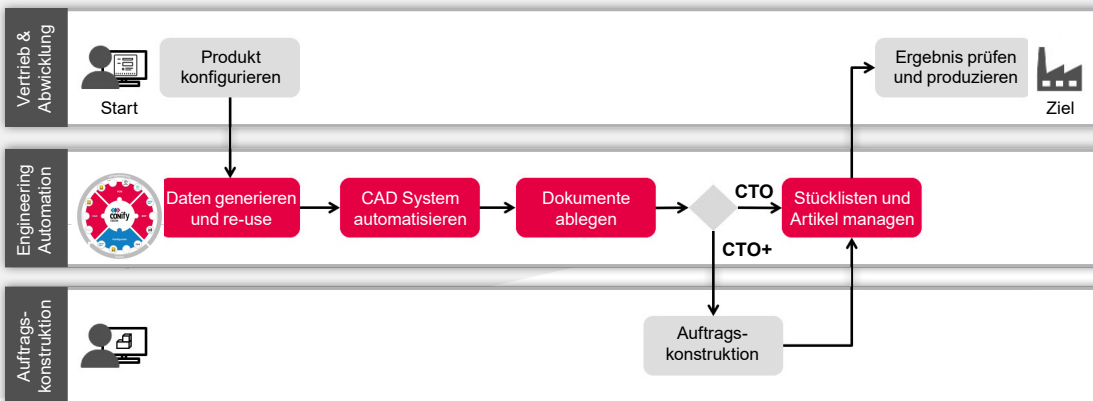 Vertrieb &
Abwicklung
Start
Produkt
konfigurieren
Ergebnis prüfen
und produzieren
Ziel
Engineering
Automation
conify
Daten generieren
und re-use
CAD System
automatisieren
Dokumente
ablegen
CTO
CTO+
Stücklisten und
Artikel managen
Auftrags-
konstruktion
Auftrags-
konstruktion